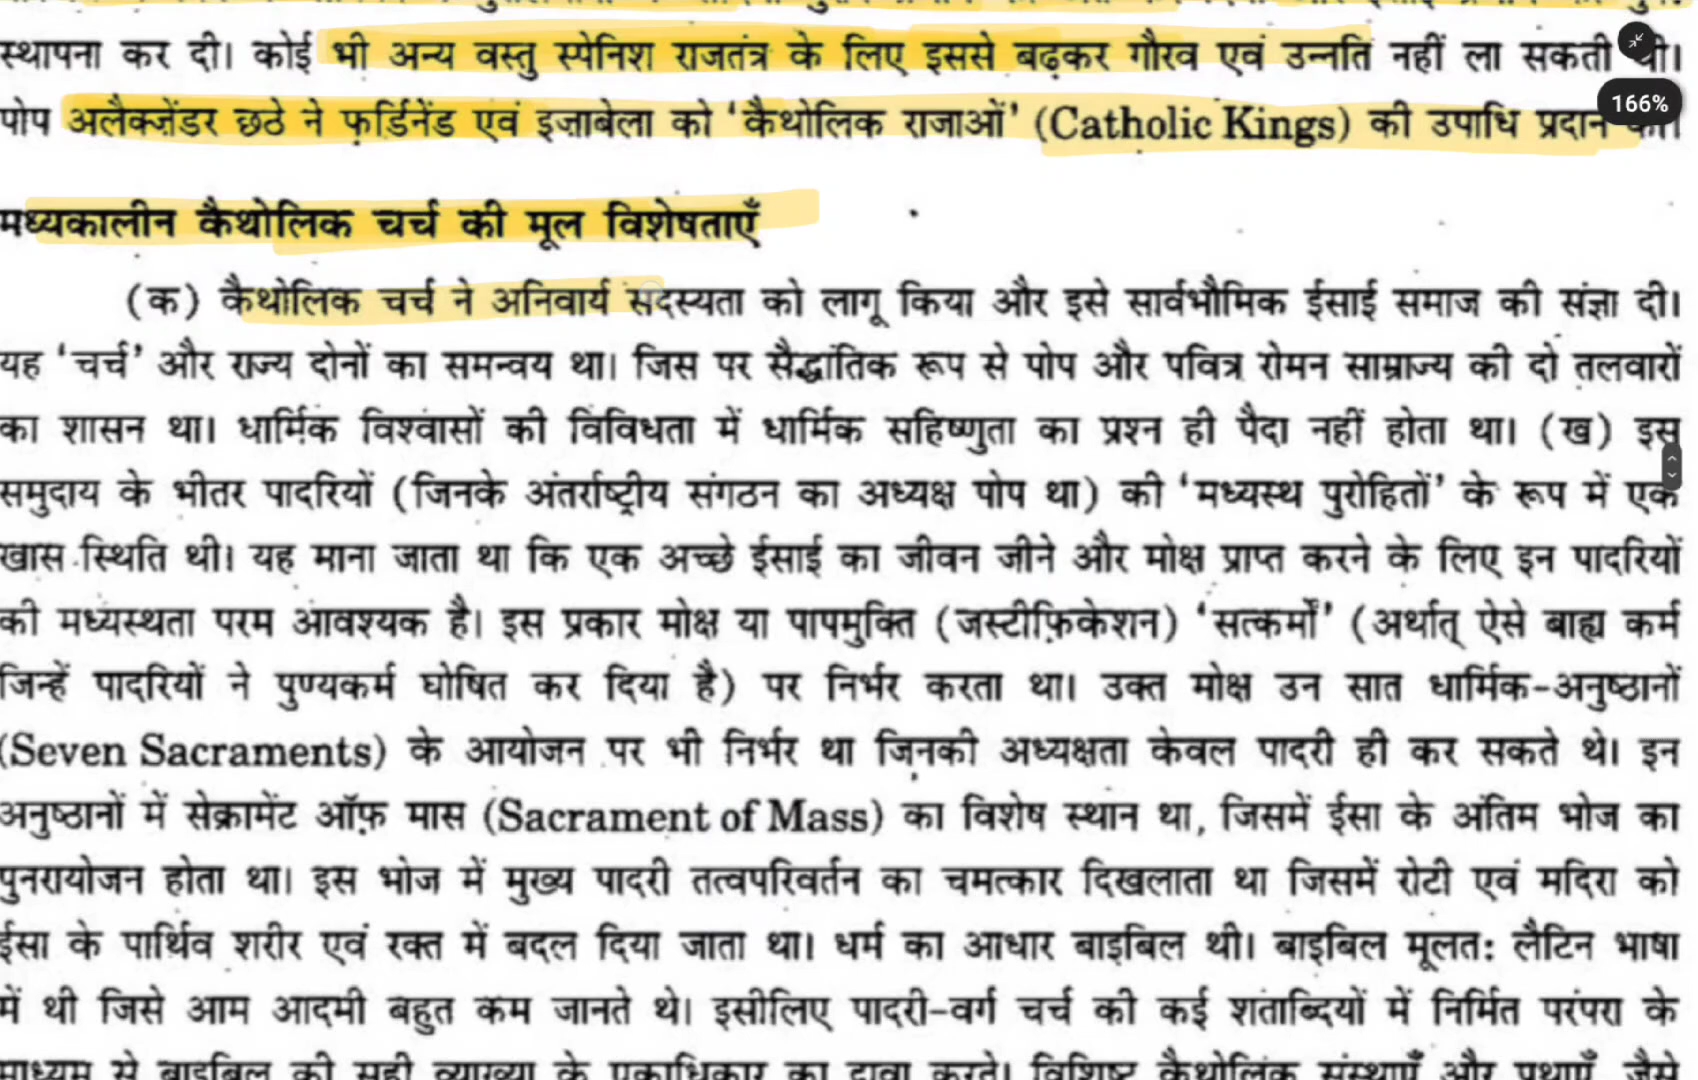 स्थापना कर दी। कोई भी अन्य वस्तु स्पेनिश राजतंत्र के लिए इससे बढ़कर गौरव एवं उन्नति नहीं ला सकती थी।
166%
पोप अलैक्ज़ेंडर छठे ने फ़र्डिनेंड एवं इज़ाबेला को 'कैथोलिक राजाओं' (Catholic Kings) की उपाधि प्रदान की।
मध्यकालीन कैथोलिक चर्च की मूल विशेषताएँ
(क) कैथोलिक चर्च ने अनिवार्य सदस्यता को लागू किया और इसे सार्वभौमिक ईसाई समाज की संज्ञा दी।
यह 'चर्च' और राज्य दोनों का समन्वय था। जिस पर सैद्धांतिक रूप से पोप और पवित्र रोमन साम्राज्य की दो तलवारों
का शासन था। धार्मिक विश्वासों की विविधता में धार्मिक सहिष्णुता का प्रश्न ही पैदा नहीं होता था। (ख) इस
समुदाय के भीतर पादरियों (जिनके अंतर्राष्ट्रीय संगठन का अध्यक्ष पोप था) की 'मध्यस्थ पुरोहितों' के रूप में एक
खास स्थिति थी। यह माना जाता था कि एक अच्छे ईसाई का जीवन जीने और मोक्ष प्राप्त करने के लिए इन पादरियों
की मध्यस्थता परम आवश्यक है। इस प्रकार मोक्ष या पापमुक्ति (जस्टीफ़िकेशन) 'सत्कर्मों' (अर्थात् ऐसे बाह्य कर्म
जिन्हें पादरियों ने पुण्यकर्म घोषित कर दिया है) पर निर्भर करता था। उक्त मोक्ष उन सात धार्मिक-अनुष्ठानों
(Seven Sacraments) के आयोजन पर भी निर्भर था जिनकी अध्यक्षता केवल पादरी ही कर सकते थे। इन
अनुष्ठानों में सेक्रामेंट ऑफ़ मास (Sacrament of Mass) का विशेष स्थान था, जिसमें ईसा के अंतिम भोज का
पुनरायोजन होता था। इस भोज में मुख्य पादरी तत्वपरिवर्तन का चमत्कार दिखलाता था जिसमें रोटी एवं मदिरा को
ईसा के पार्थिव शरीर एवं रक्त में बदल दिया जाता था। धर्म का आधार बाइबिल थी। बाइबिल मूलत: लैटिन भाषा
में थी जिसे आम आदमी बहुत कम जानते थे। इसीलिए पादरी-वर्ग चर्च की कई शताब्दियों में निर्मित परंपरा के
माध्यम से बाइबिल की सही व्याख्या के एकाधिकार का दावा करते। विशिष्ट कैथोलिक संस्थाएँ और प्रथाएँ, जैसे